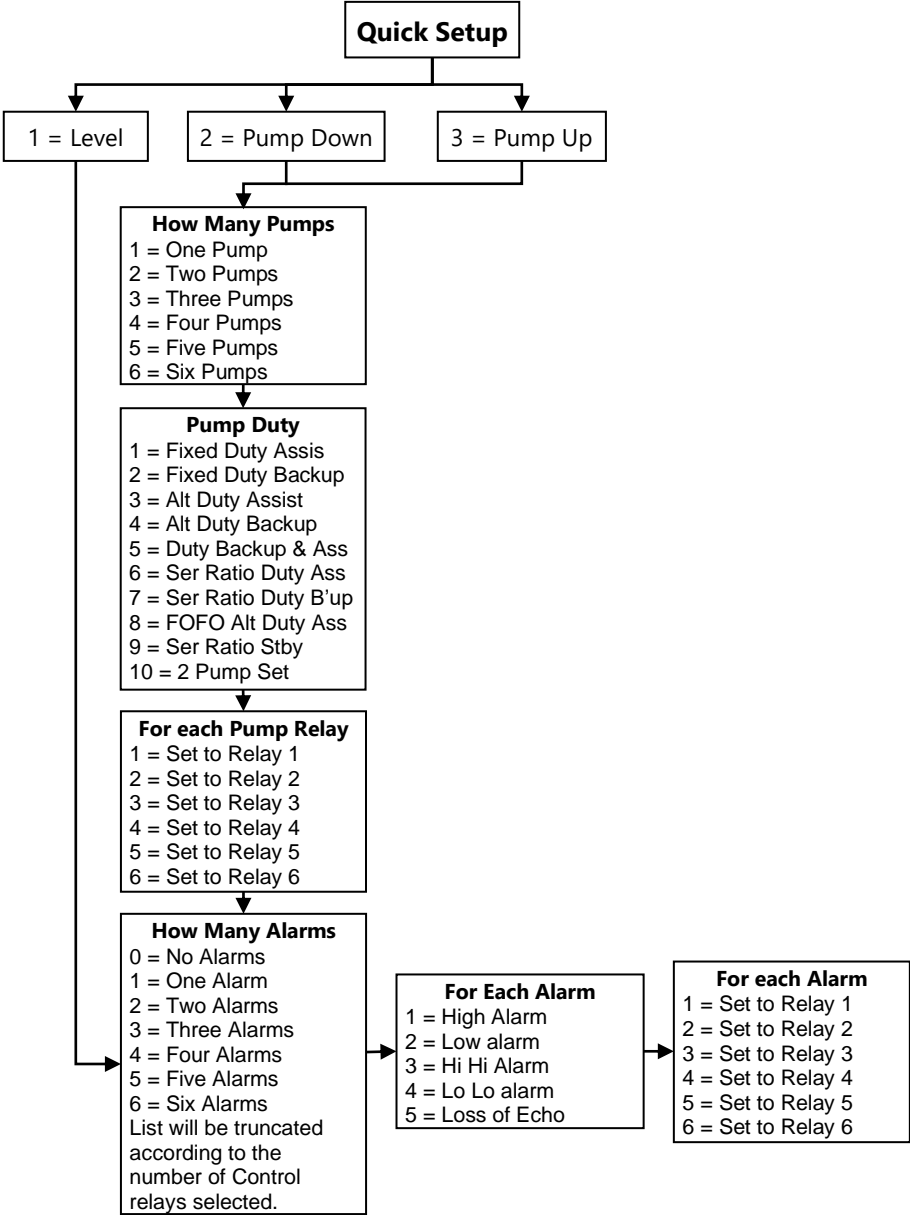 Quick Setup
1 = Level
2 = Pump Down
3 = Pump Up
How Many Pumps
1 = One Pump
2 = Two Pumps
3 = Three Pumps
4 = Four Pumps
5 = Five Pumps
6 = Six Pumps
Pump Duty
1 = Fixed Duty Assis
2 = Fixed Duty Backup
3 = Alt Duty Assist
4 = Alt Duty Backup
5 = Duty Backup & Ass
6 = Ser Ratio Duty Ass
7 = Ser Ratio Duty B’up
8 = FOFO Alt Duty Ass
9 = Ser Ratio Stby
10 = 2 Pump Set
For each Pump Relay
1 = Set to Relay 1
2 = Set to Relay 2
3 = Set to Relay 3
4 = Set to Relay 4
5 = Set to Relay 5
6 = Set to Relay 6
How Many Alarms
0 = No Alarms
1 = One Alarm
2 = Two Alarms
3 = Three Alarms
4 = Four Alarms
5 = Five Alarms
6 = Six Alarms
List will be truncated
according to the
number of Control
relays selected.
For Each Alarm
1 = High Alarm
2 = Low alarm
3 = Hi Hi Alarm
4 = Lo Lo alarm
5 = Loss of Echo
For each Alarm
1 = Set to Relay 1
2 = Set to Relay 2
3 = Set to Relay 3
4 = Set to Relay 4
5 = Set to Relay 5
6 = Set to Relay 6